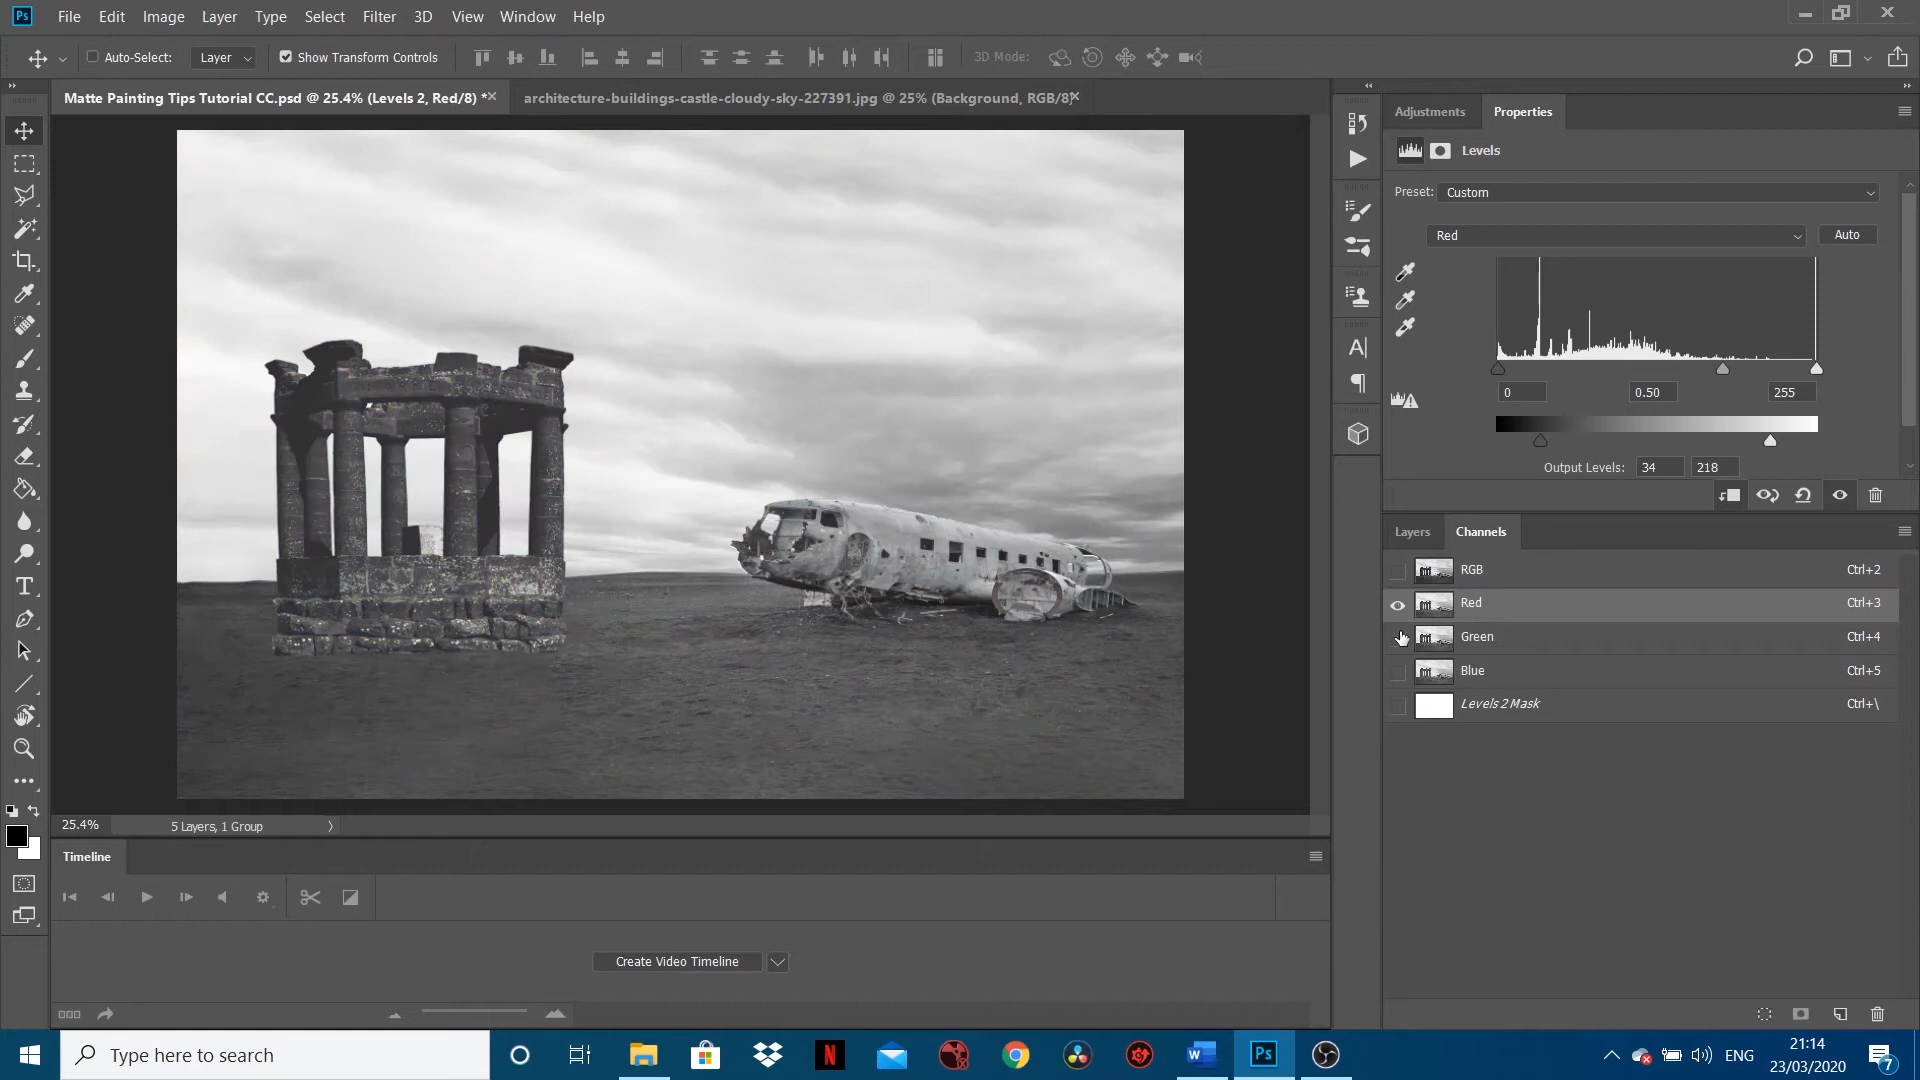 Ps File Edit Image Layer Type Select Filter 3D View Window Help
Auto-Select: Layer Show Transform Controls 3D Mode:
Matte Painting Tips Tutorial CC.psd @ 25.4% (Levels 2, Red/8) * architecture-buildings-castle-cloudy-sky-227391.jpg @ 25% (Background, RGB/8)
Adjustments Properties
Levels
Preset: Custom
Red Auto
0 0.50 255
Output Levels: 34 218
Layers Channels
RGB Ctrl+2
Red Ctrl+3
Green Ctrl+4
Blue Ctrl+5
Levels 2 Mask Ctrl+\
25.4% 5 Layers, 1 Group
Timeline
Create Video Timeline
Type here to search
ENG
21:14
23/03/2020
7